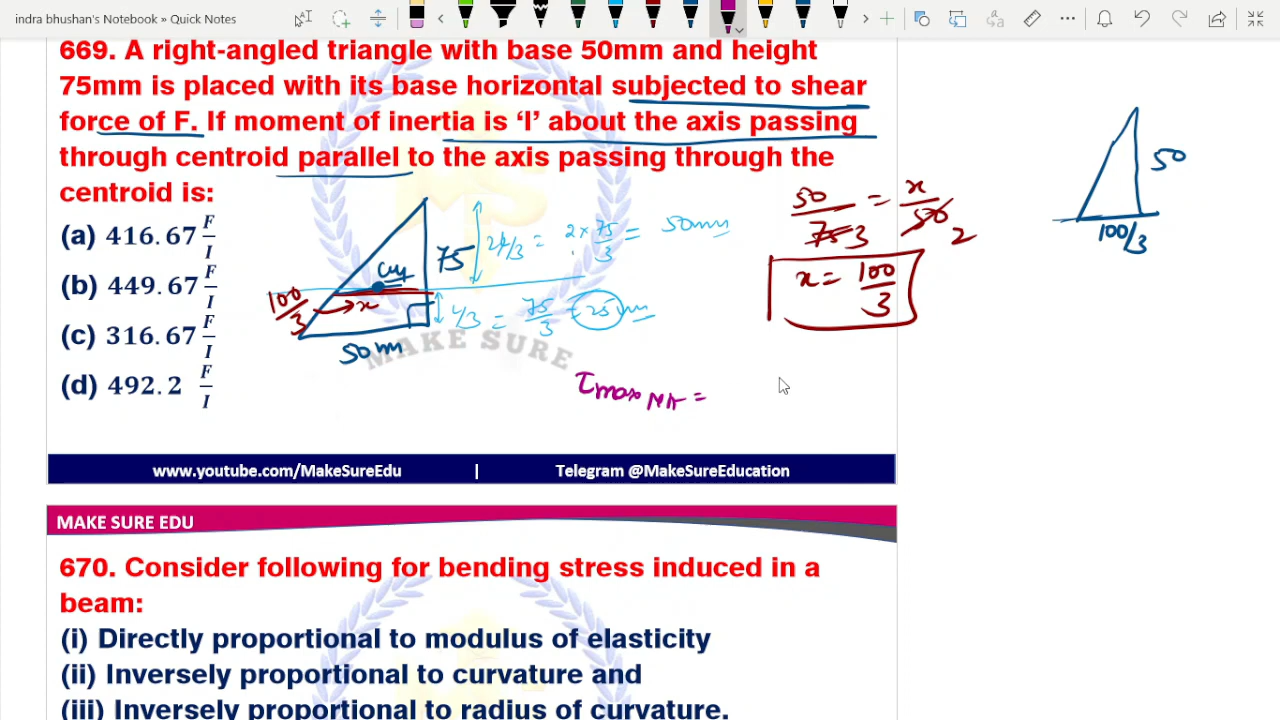 indra bhushan's Notebook » Quick Notes
669. A right-angled triangle with base 50mm and height
75mm is placed with its base horizontal subjected to shear
force of F. If moment of inertia is 'I' about the axis passing
through centroid parallel to the axis passing through the
centroid is:
(a) 416.67 F/I
(b) 449.67 F/I
(c) 316.67 F/I
(d) 492.2 F/I
75
2h/3 = 2 × 75/3 = 50mm
100/3
x
= 75/3 = 25mm
50mm
50/75 3 = x/50 2
x = 100/3
50
100/3
τmax NA =
MAKE SURE
www.youtube.com/MakeSureEdu | Telegram @MakeSureEducation
MAKE SURE EDU
670. Consider following for bending stress induced in a
beam:
(i) Directly proportional to modulus of elasticity
(ii) Inversely proportional to curvature and
(iii) Inversely proportional to radius of curvature.